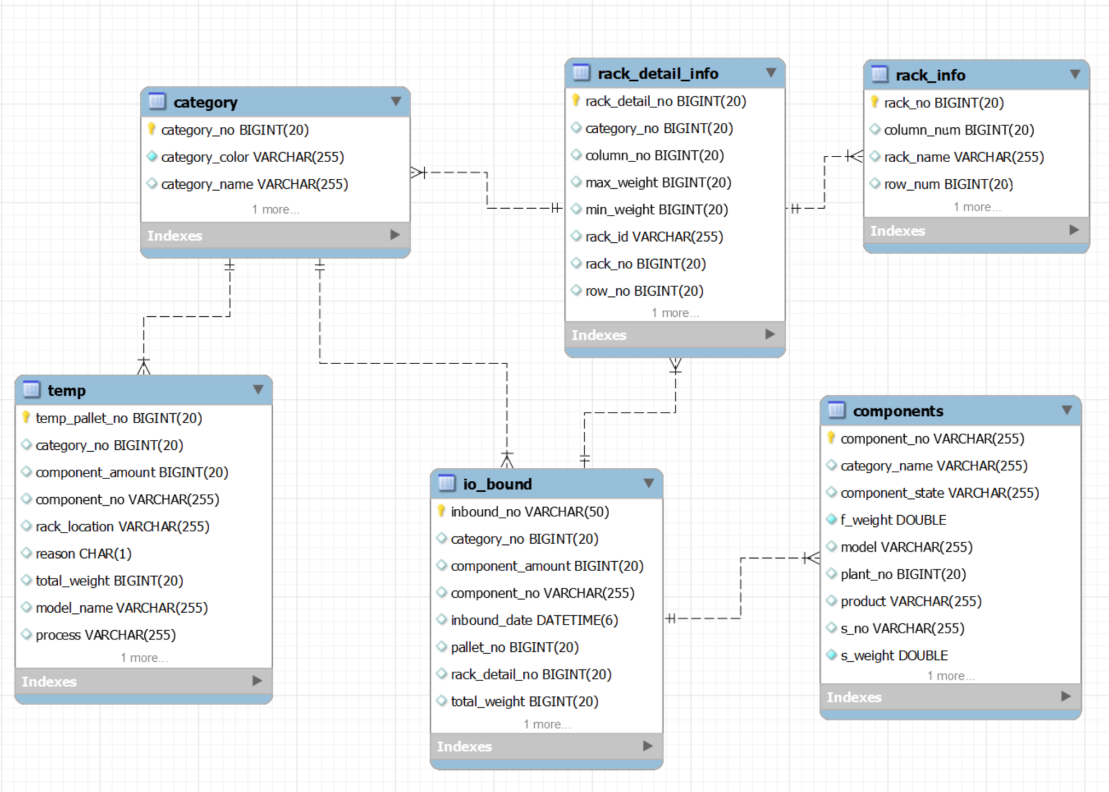 category
category_no BIGINT(20)
category_color VARCHAR(255)
category_name VARCHAR(255)
1 more...
Indexes
rack_detail_info
rack_detail_no BIGINT(20)
category_no BIGINT(20)
column_no BIGINT(20)
max_weight BIGINT(20)
min_weight BIGINT(20)
rack_id VARCHAR(255)
rack_no BIGINT(20)
row_no BIGINT(20)
1 more...
Indexes
rack_info
rack_no BIGINT(20)
column_num BIGINT(20)
rack_name VARCHAR(255)
row_num BIGINT(20)
1 more...
Indexes
temp
temp_pallet_no BIGINT(20)
category_no BIGINT(20)
component_amount BIGINT(20)
component_no VARCHAR(255)
rack_location VARCHAR(255)
reason CHAR(1)
total_weight BIGINT(20)
model_name VARCHAR(255)
process VARCHAR(255)
1 more...
Indexes
io_bound
inbound_no VARCHAR(50)
category_no BIGINT(20)
component_amount BIGINT(20)
component_no VARCHAR(255)
inbound_date DATETIME(6)
pallet_no BIGINT(20)
rack_detail_no BIGINT(20)
total_weight BIGINT(20)
1 more...
Indexes
components
component_no VARCHAR(255)
category_name VARCHAR(255)
component_state VARCHAR(255)
f_weight DOUBLE
model VARCHAR(255)
plant_no BIGINT(20)
product VARCHAR(255)
s_no VARCHAR(255)
s_weight DOUBLE
1 more...
Indexes